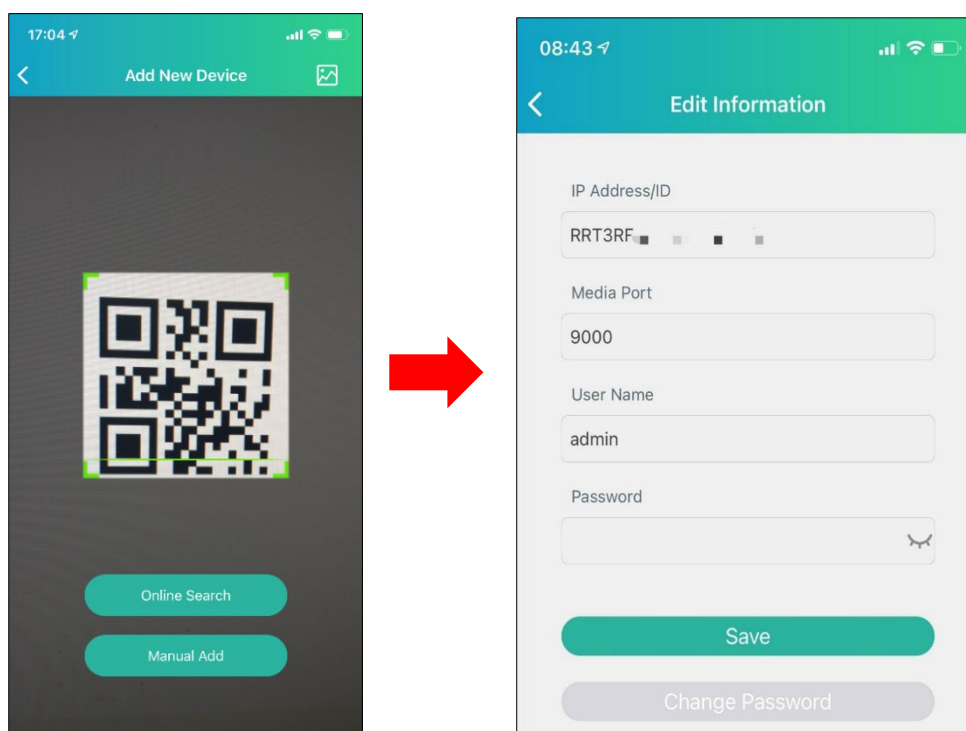 17:04
Add New Device
Online Search
Manual Add
08:43
Edit Information
IP Address/ID
RRT3RF
Media Port
9000
User Name
admin
Password
Save
Change Password